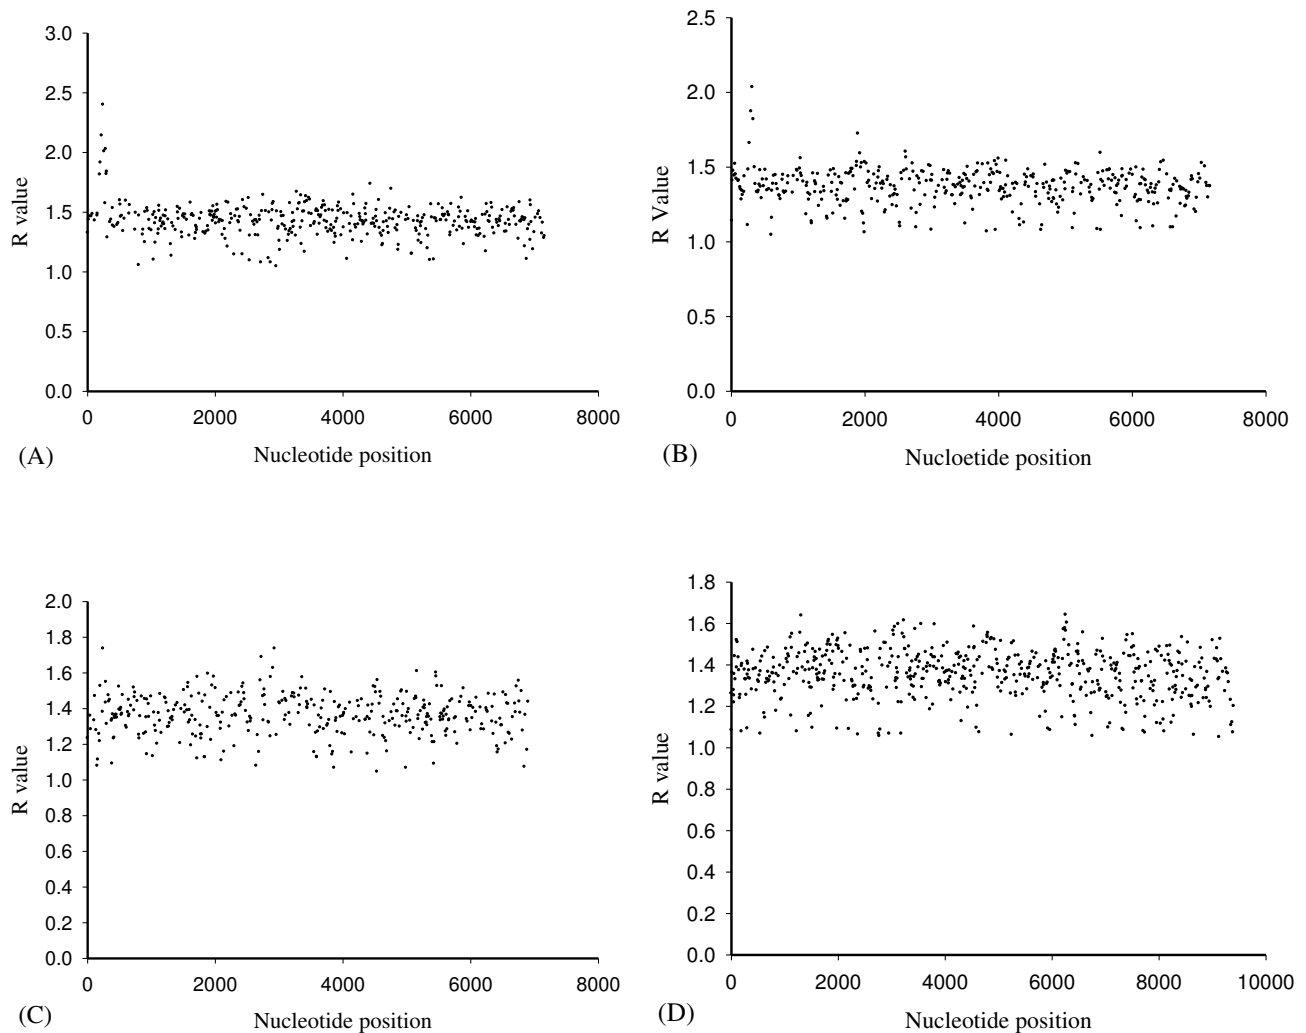 3.0
2.5
2.0
1.5
1.0
0.5
0.0
R value
0 2000 4000 6000 8000
Nucleotide position
(A)
2.5
2.0
1.5
1.0
0.5
0.0
R Value
0 2000 4000 6000 8000
Nucloetide position
(B)
2.0
1.8
1.6
1.4
1.2
1.0
0.8
0.6
0.4
0.2
0.0
R value
0 2000 4000 6000 8000
Nucleotide position
(C)
1.8
1.6
1.4
1.2
1.0
0.8
0.6
0.4
0.2
0.0
R value
0 2000 4000 6000 8000 10000
Nucleotide position
(D)